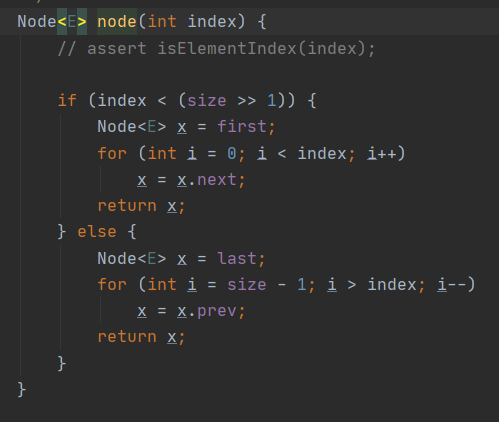 Node<E> node(int index) {
// assert isElementIndex(index);
if (index < (size >> 1)) {
Node<E> x = first;
for (int i = 0; i < index; i++)
x = x.next;
return x;
} else {
Node<E> x = last;
for (int i = size - 1; i > index; i--)
x = x.prev;
return x;
}
}